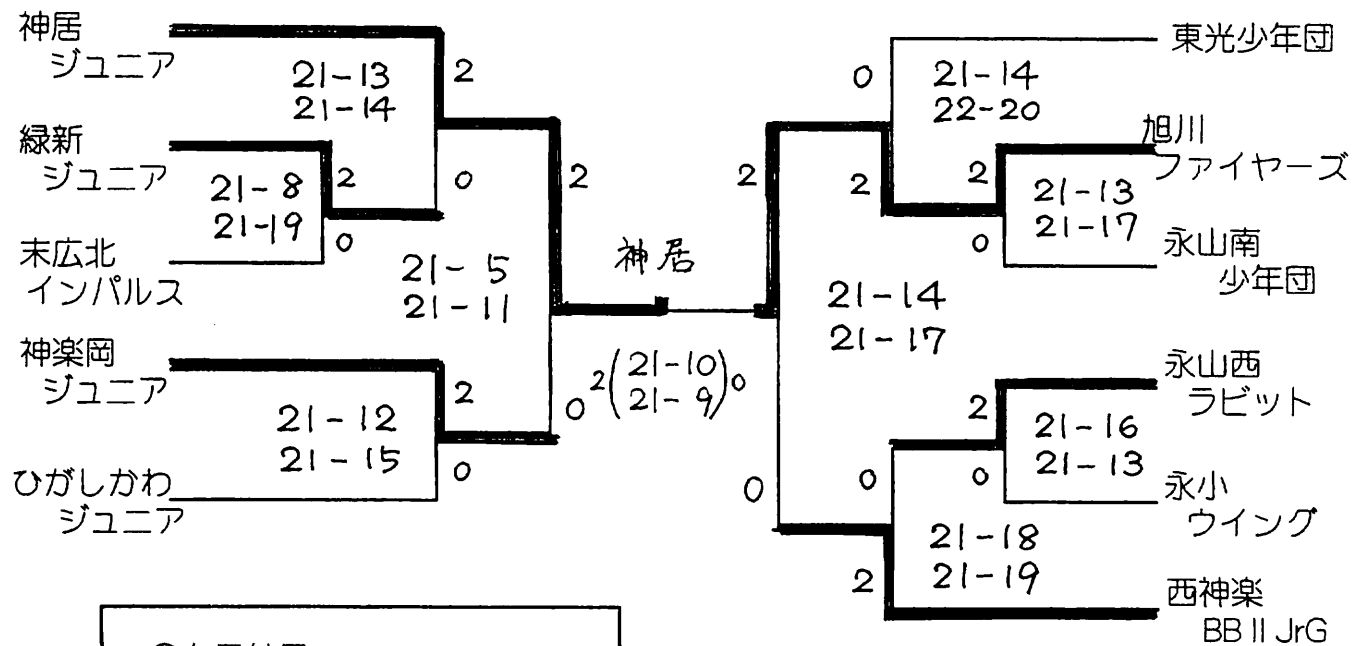 神居
ジュニア
2
21-13
21-14
緑新
ジュニア
2
0
21-8
21-19
0
末広北
インパルス
2
21-5
21-11
神楽岡
ジュニア
2
0
21-12
21-15
0
ひがしかわ
ジュニア
神居
2(21-10)0
21-9
東光少年団
0
21-14
22-20
旭川
ファイヤーズ
2
2
2
21-13
21-17
0
永山南
少年団
21-14
21-17
永山西
ラビット
2
21-16
21-13
0
0
0
永小
ウイング
21-18
21-19
2
西神楽
BBⅡJrG